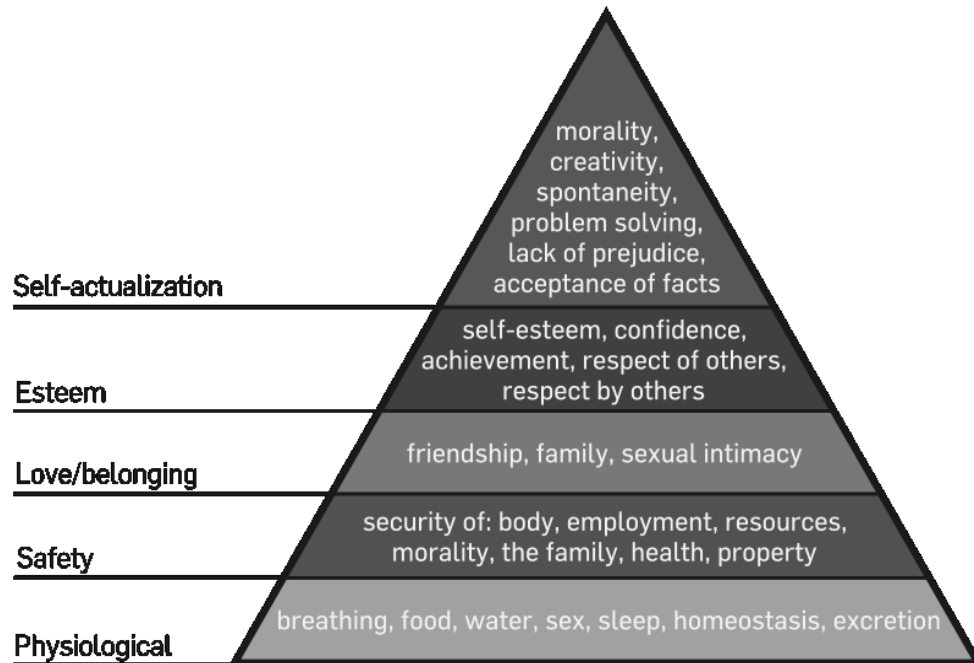 morality,
creativity,
spontaneity,
problem solving,
lack of prejudice,
acceptance of facts
Self-actualization
self-esteem, confidence,
achievement, respect of others,
respect by others
Esteem
friendship, family, sexual intimacy
Love/belonging
security of: body, employment, resources,
morality, the family, health, property
Safety
breathing, food, water, sex, sleep, homeostasis, excretion
Physiological